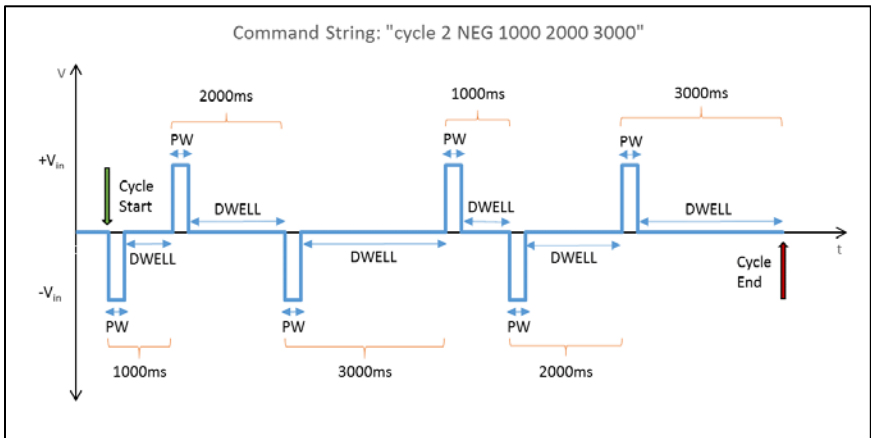 Command String: "cycle 2 NEG 1000 2000 3000"
V
2000ms
1000ms
3000ms
PW
PW
PW
+Vin
Cycle
Start
DWELL
DWELL
DWELL
t
DWELL
DWELL
DWELL
Cycle
End
-Vin
PW
PW
PW
1000ms
3000ms
2000ms